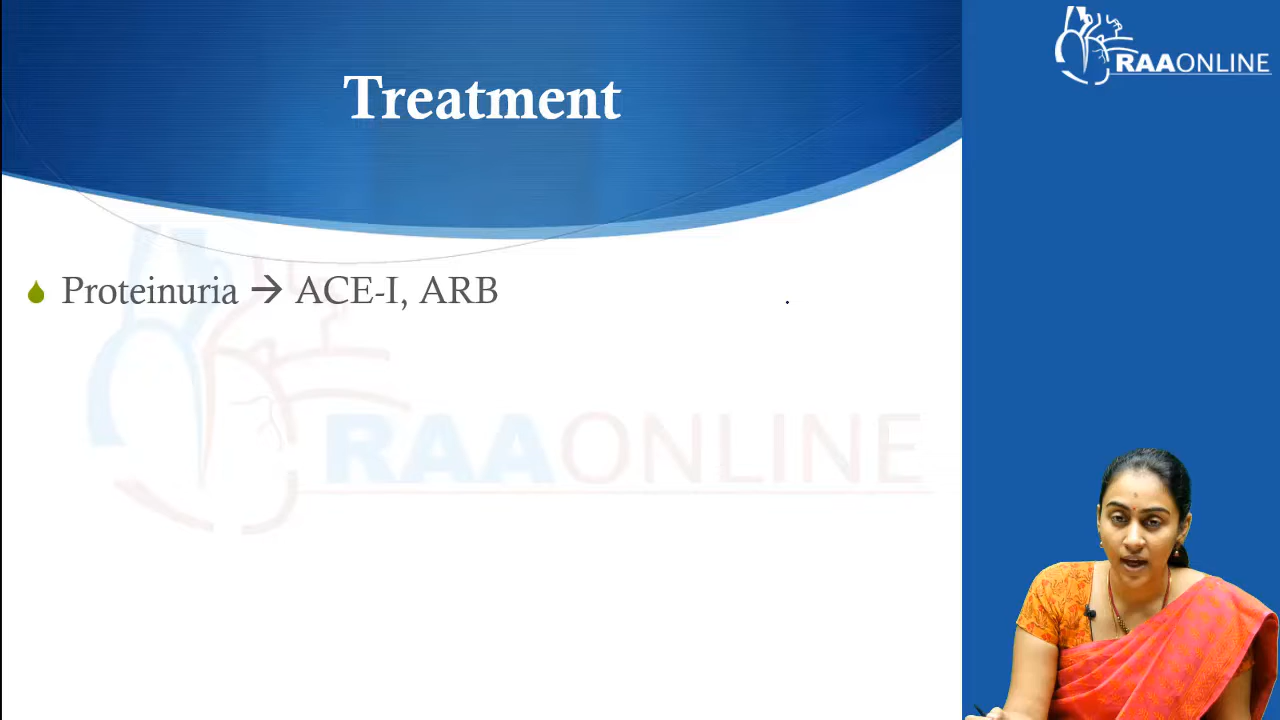 Treatment
RAAONLINE
Proteinuria → ACE-I, ARB
RAAONLINE